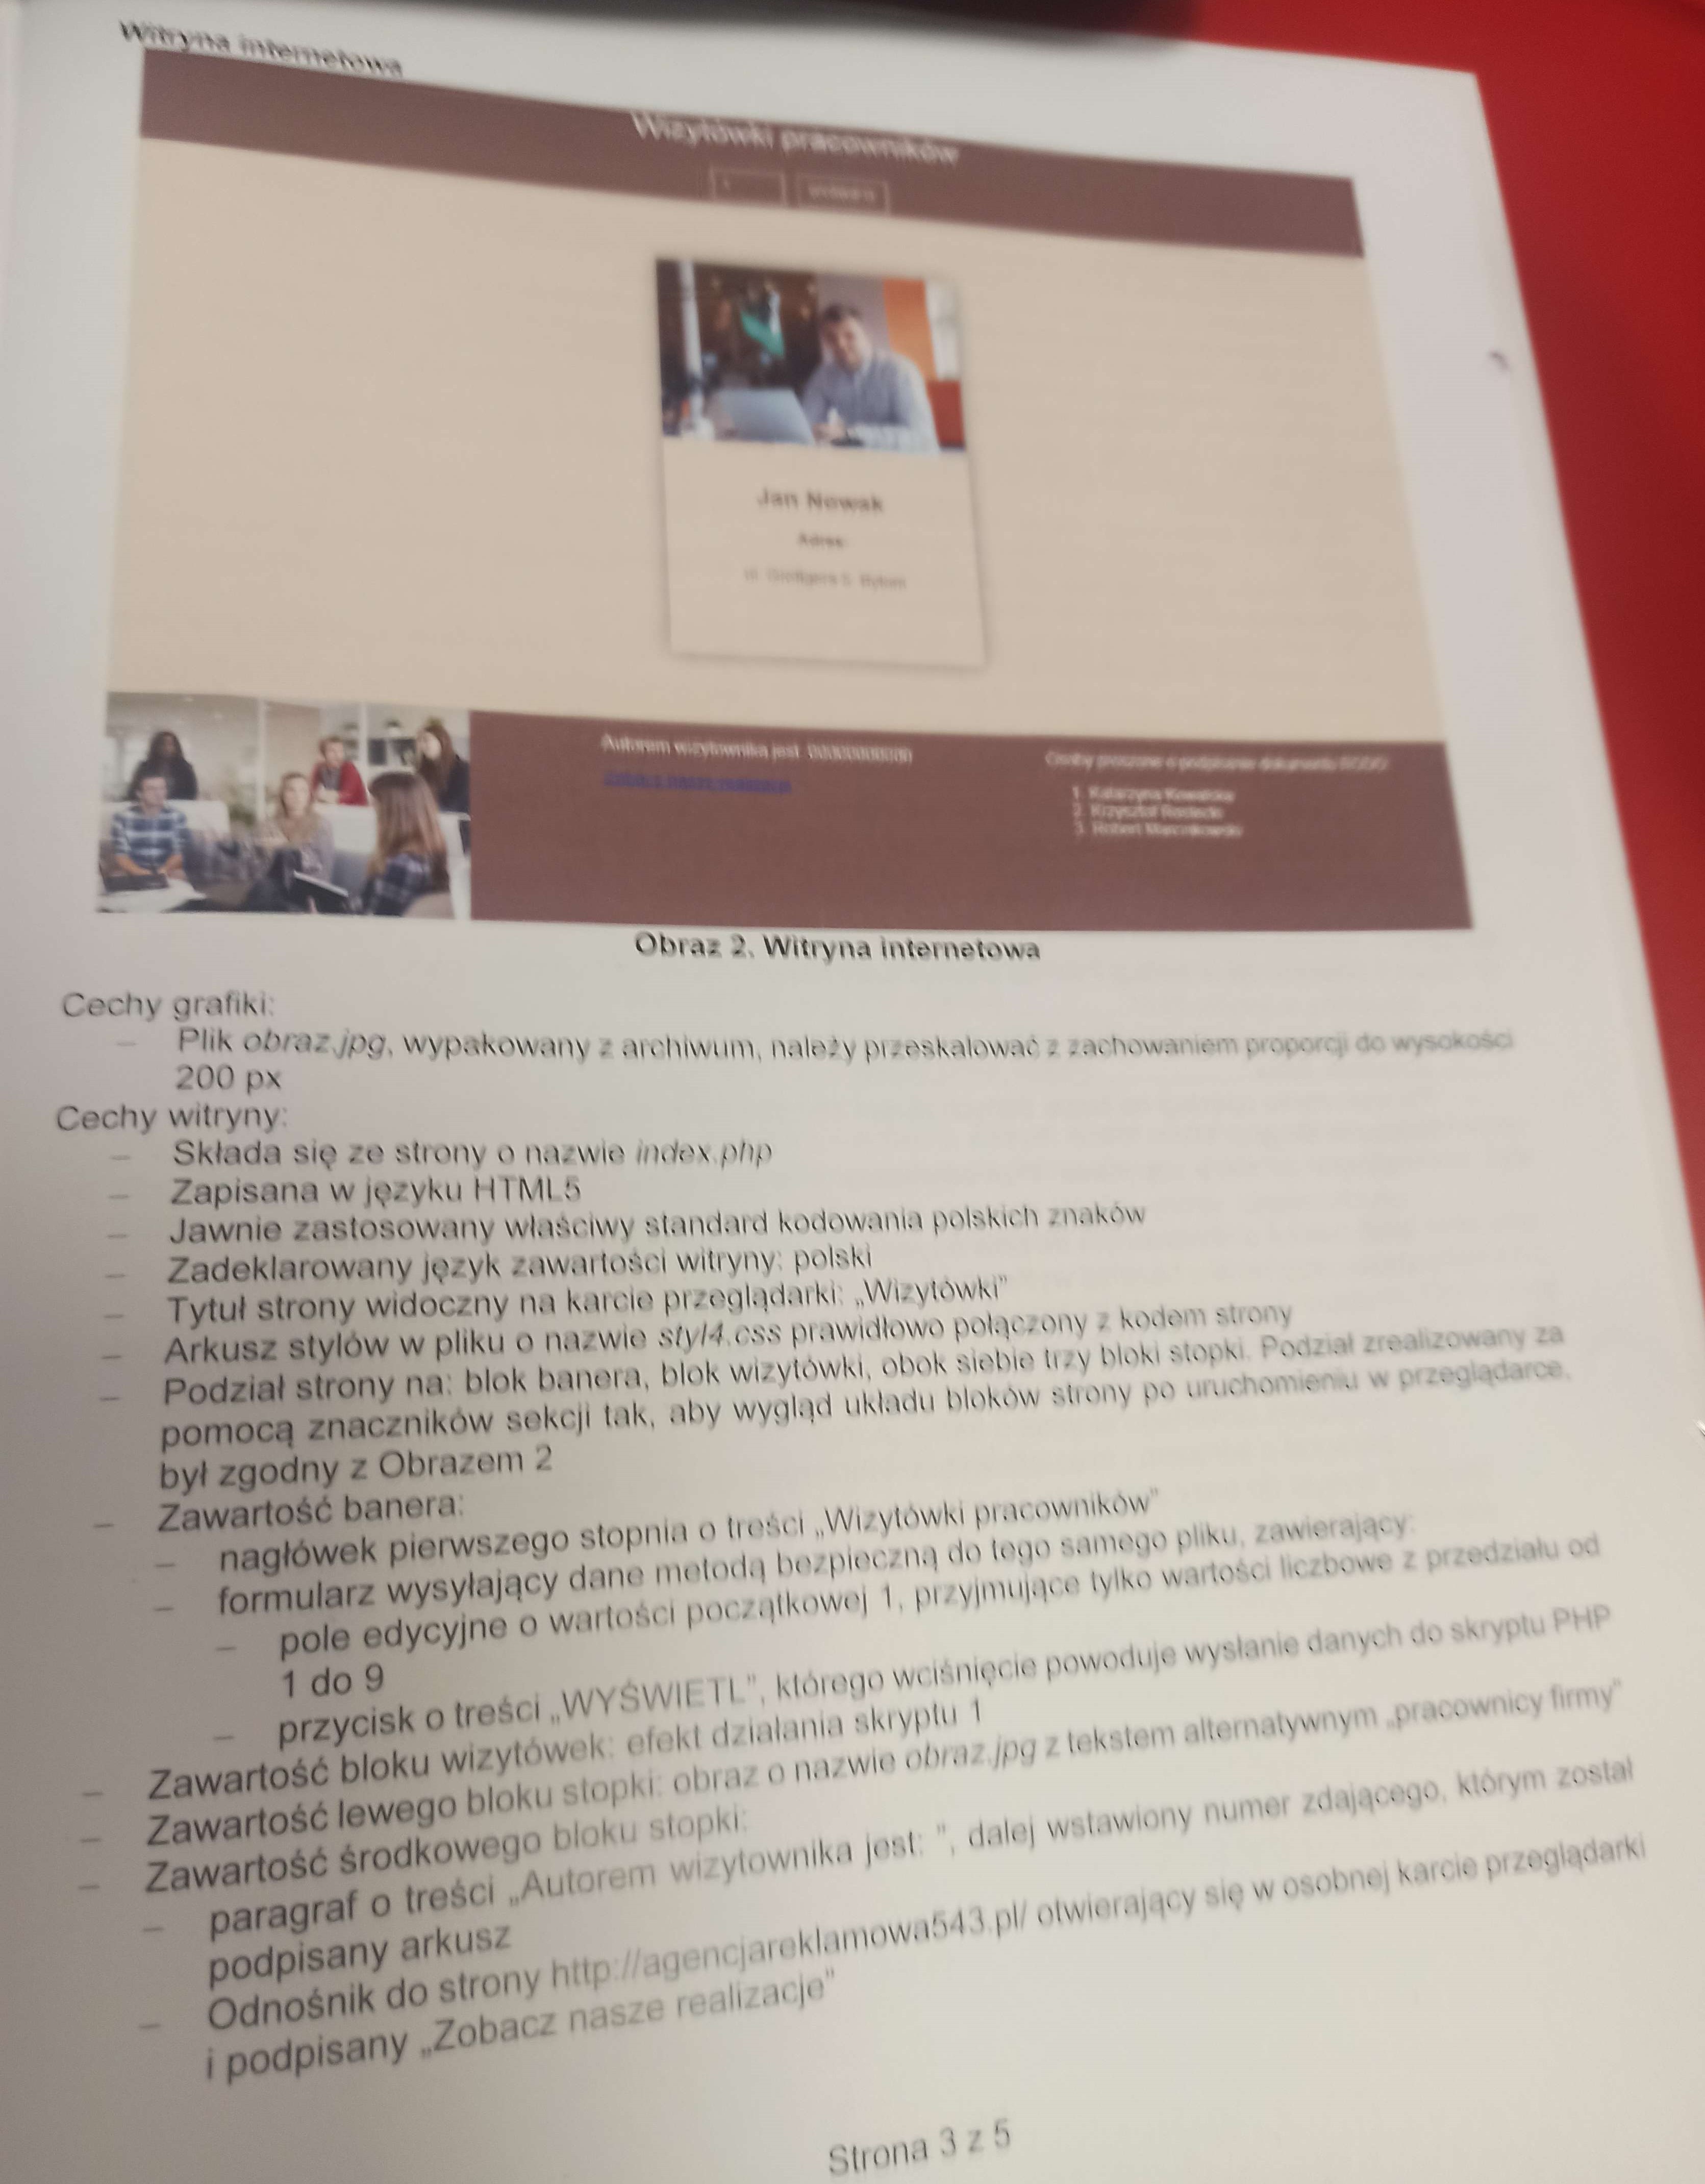 Witryna internetowa
Wizytówki pracowników
Jan Nowak
Adres:
Autorem wizytownika jest: 00000000000
Zobacz nasze realizacje
Osoby proszone o podpisanie dokumentu RODO
1. Katarzyna Kowalska
2. Krzysztof
3. Robert
Obraz 2. Witryna internetowa
Cechy grafiki:
– Plik obraz.jpg, wypakowany z archiwum, należy przeskalować z zachowaniem proporcji do wysokości
200 px
Cechy witryny:
– Składa się ze strony o nazwie index.php
– Zapisana w języku HTML5
– Jawnie zastosowany właściwy standard kodowania polskich znaków
– Zadeklarowany język zawartości witryny: polski
– Tytuł strony widoczny na karcie przeglądarki: „Wizytówki”
– Arkusz stylów w pliku o nazwie styl4.css prawidłowo połączony z kodem strony
– Podział strony na: blok banera, blok wizytówki, obok siebie trzy bloki stopki. Podział zrealizowany za
pomocą znaczników sekcji tak, aby wygląd układu bloków strony po uruchomieniu w przeglądarce,
był zgodny z Obrazem 2
– Zawartość banera:
– nagłówek pierwszego stopnia o treści „Wizytówki pracowników”
– formularz wysyłający dane metodą bezpieczną do tego samego pliku, zawierający:
– pole edycyjne o wartości początkowej 1, przyjmujące tylko wartości liczbowe z przedziału od
1 do 9
– przycisk o treści „WYŚWIETL”, którego wciśnięcie powoduje wysłanie danych do skryptu PHP
– Zawartość bloku wizytówek: efekt działania skryptu 1
– Zawartość lewego bloku stopki: obraz o nazwie obraz.jpg z tekstem alternatywnym „pracownicy firmy”
– Zawartość środkowego bloku stopki:
– paragraf o treści „Autorem wizytownika jest: ”, dalej wstawiony numer zdającego, którym został
podpisany arkusz
– Odnośnik do strony http://agencjareklamowa543.pl/ otwierający się w osobnej karcie przeglądarki
i podpisany „Zobacz nasze realizacje”
Strona 3 z 5